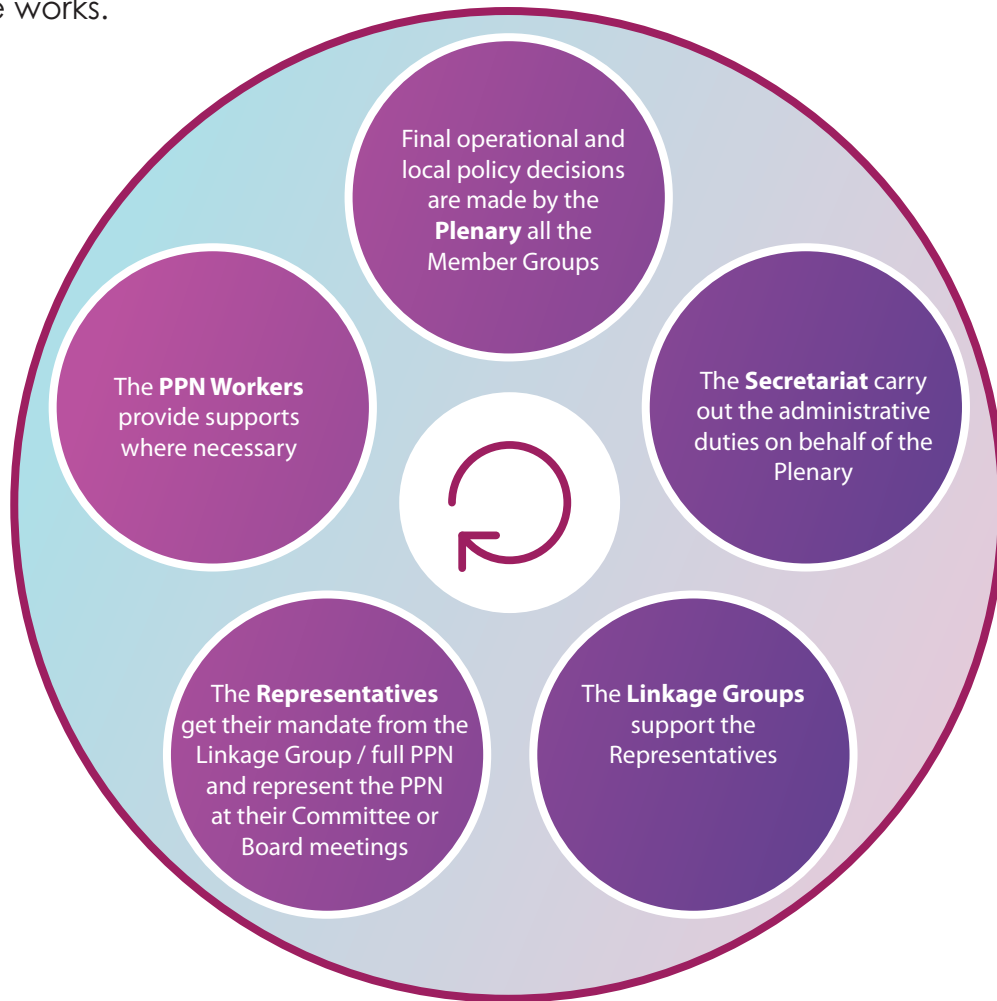 e works.
Final operational and
local policy decisions
are made by the
Plenary all the
Member Groups
The Secretariat carry
out the administrative
duties on behalf of the
Plenary
The Linkage Groups
support the
Representatives
The Representatives
get their mandate from the
Linkage Group / full PPN
and represent the PPN
at their Committee or
Board meetings
The PPN Workers
provide supports
where necessary